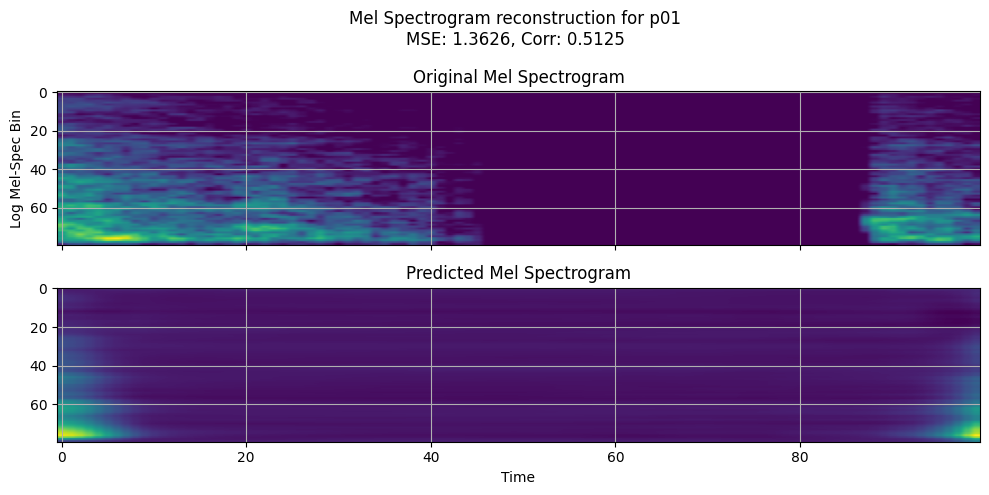 Mel Spectrogram reconstruction for p01
MSE: 1.3626, Corr: 0.5125
Original Mel Spectrogram
Log Mel-Spec Bin
0
20
40
60
Predicted Mel Spectrogram
0
20
40
60
0 20 40 60 80
Time